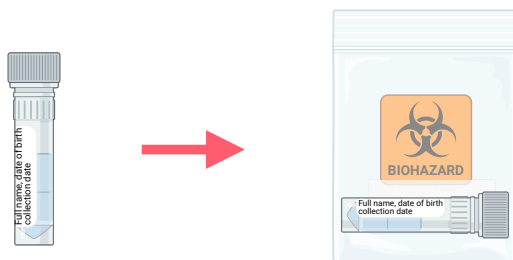 Full name, date of birth
collection date
BIOHAZARD
Full name, date of birth
collection date